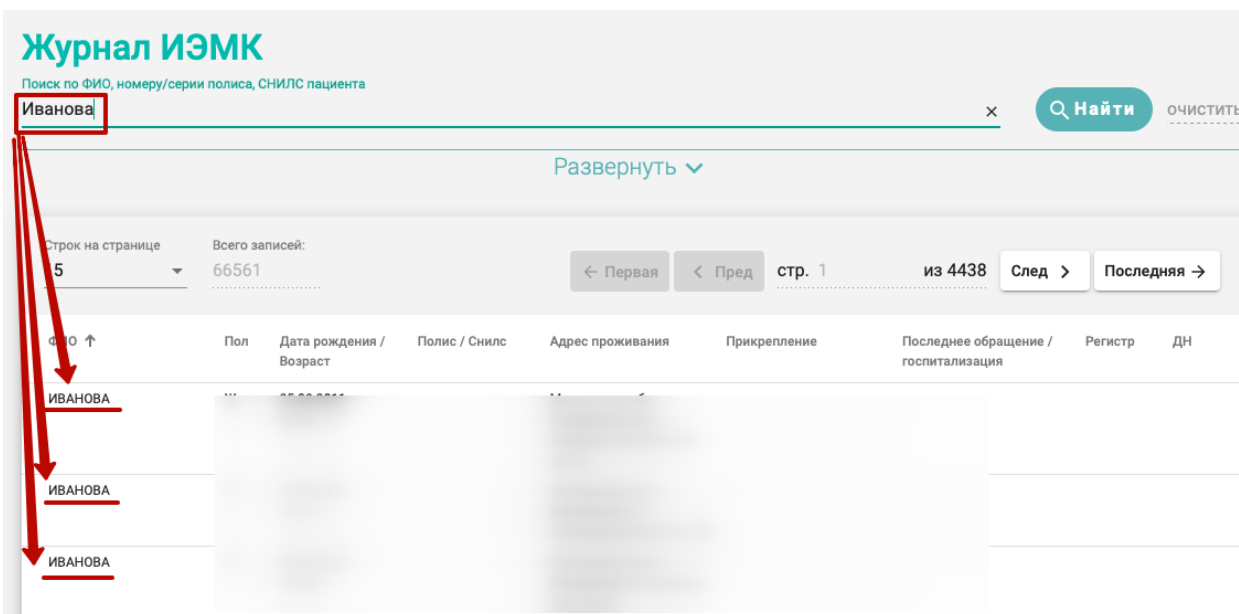 Журнал ИЭМК
Поиск по ФИО, номеру/серии полиса, СНИЛС пациента
Иванова × Найти ОЧИСТИТЬ
Развернуть
Строк на странице Всего записей:
5 66561 ← Первая < Пред стр. 1 из 4438 След > Последняя →
ФИО ↑ Пол Дата рождения / Полис / Снилс Адрес проживания Прикрепление Последнее обращение / Регистр ДН
Возраст госпитализация
ИВАНОВА
ИВАНОВА
ИВАНОВА